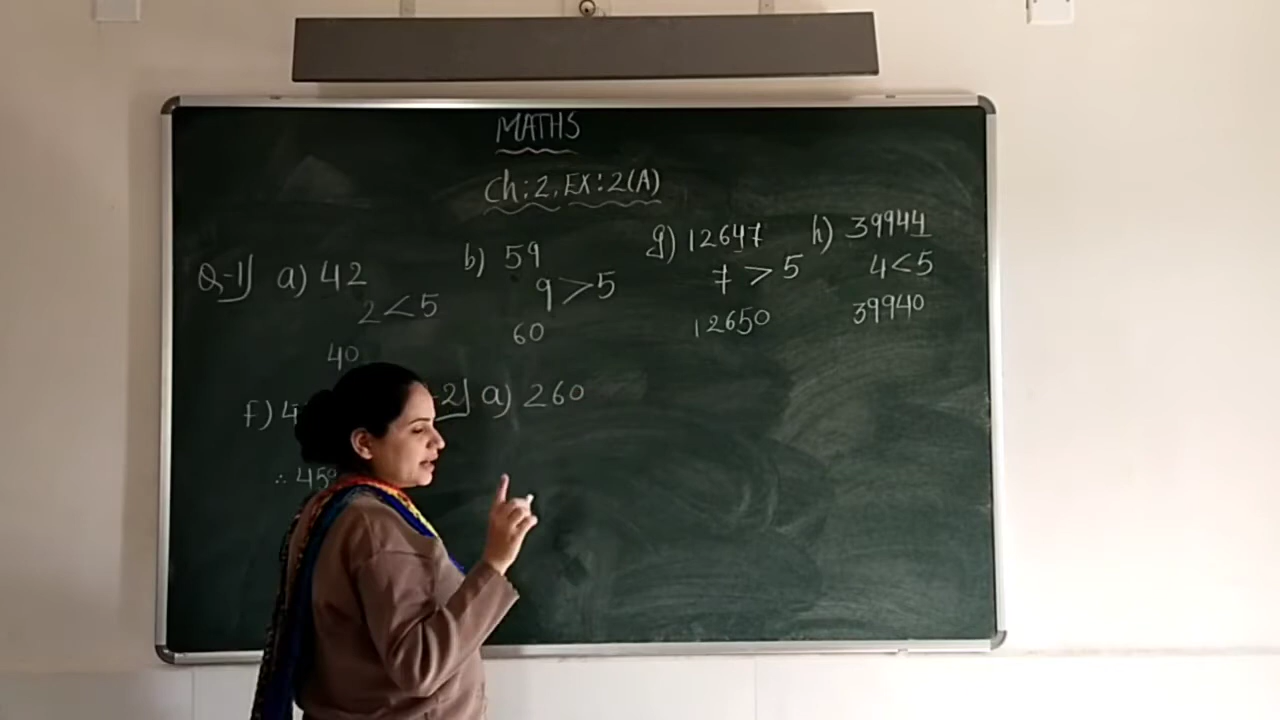 MATHS
Ch:2, EX:2(A)
Q-1 a) 42
2 < 5
40
b) 59
9 > 5
60
g) 12647
7 > 5
12650
h) 39944
4 < 5
39940
f) 4
∴ 45
-2 a) 260